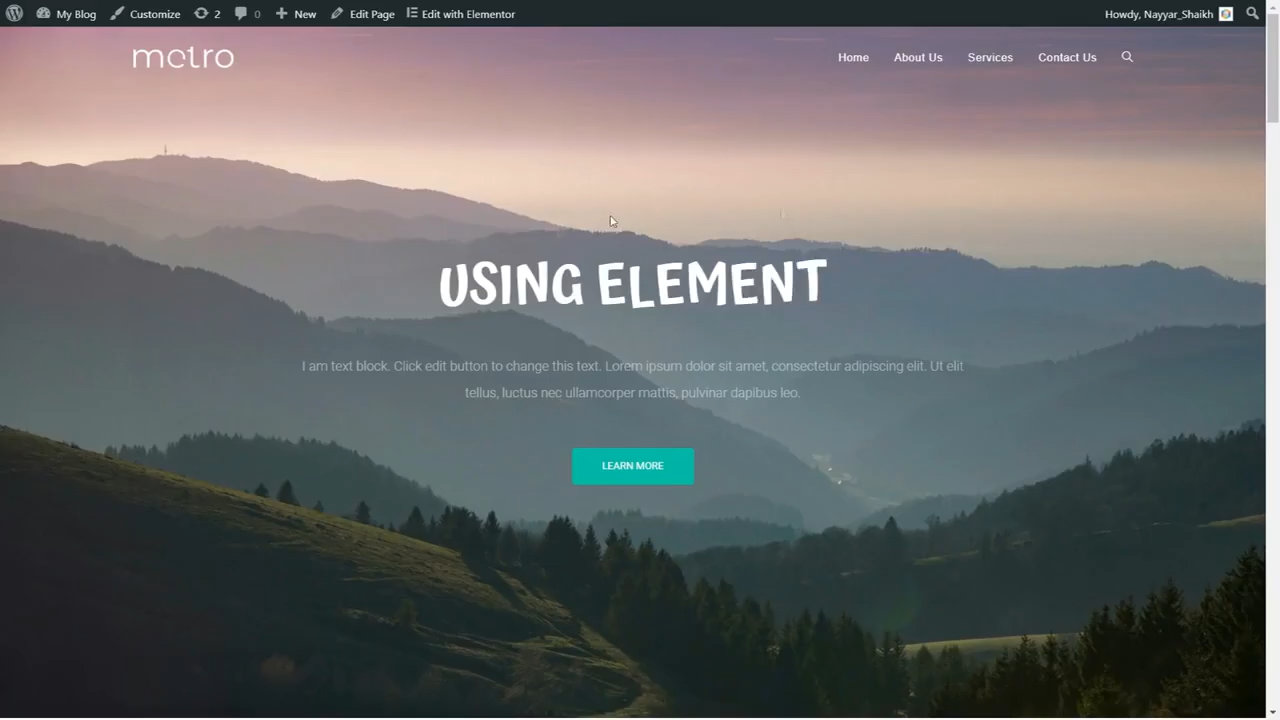 My Blog Customize 2 0 New Edit Page Edit with Elementor Howdy, Nayyar_Shaikh
metro Home About Us Services Contact Us
USING ELEMENT
I am text block. Click edit button to change this text. Lorem ipsum dolor sit amet, consectetur adipiscing elit. Ut elit
tellus, luctus nec ullamcorper mattis, pulvinar dapibus leo.
LEARN MORE